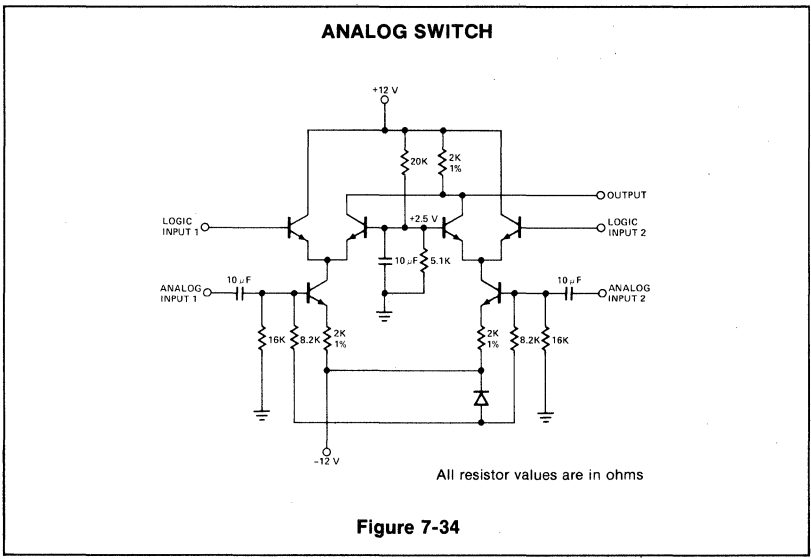 ANALOG SWITCH
+12 V
20K
2K
1%
OUTPUT
LOGIC
INPUT 1
+2.5 V
LOGIC
INPUT 2
10 µF
5.1K
ANALOG
INPUT 1
10 µF
10 µF
ANALOG
INPUT 2
16K
8.2K
2K
1%
2K
1%
8.2K
16K
−12 V
All resistor values are in ohms
Figure 7-34